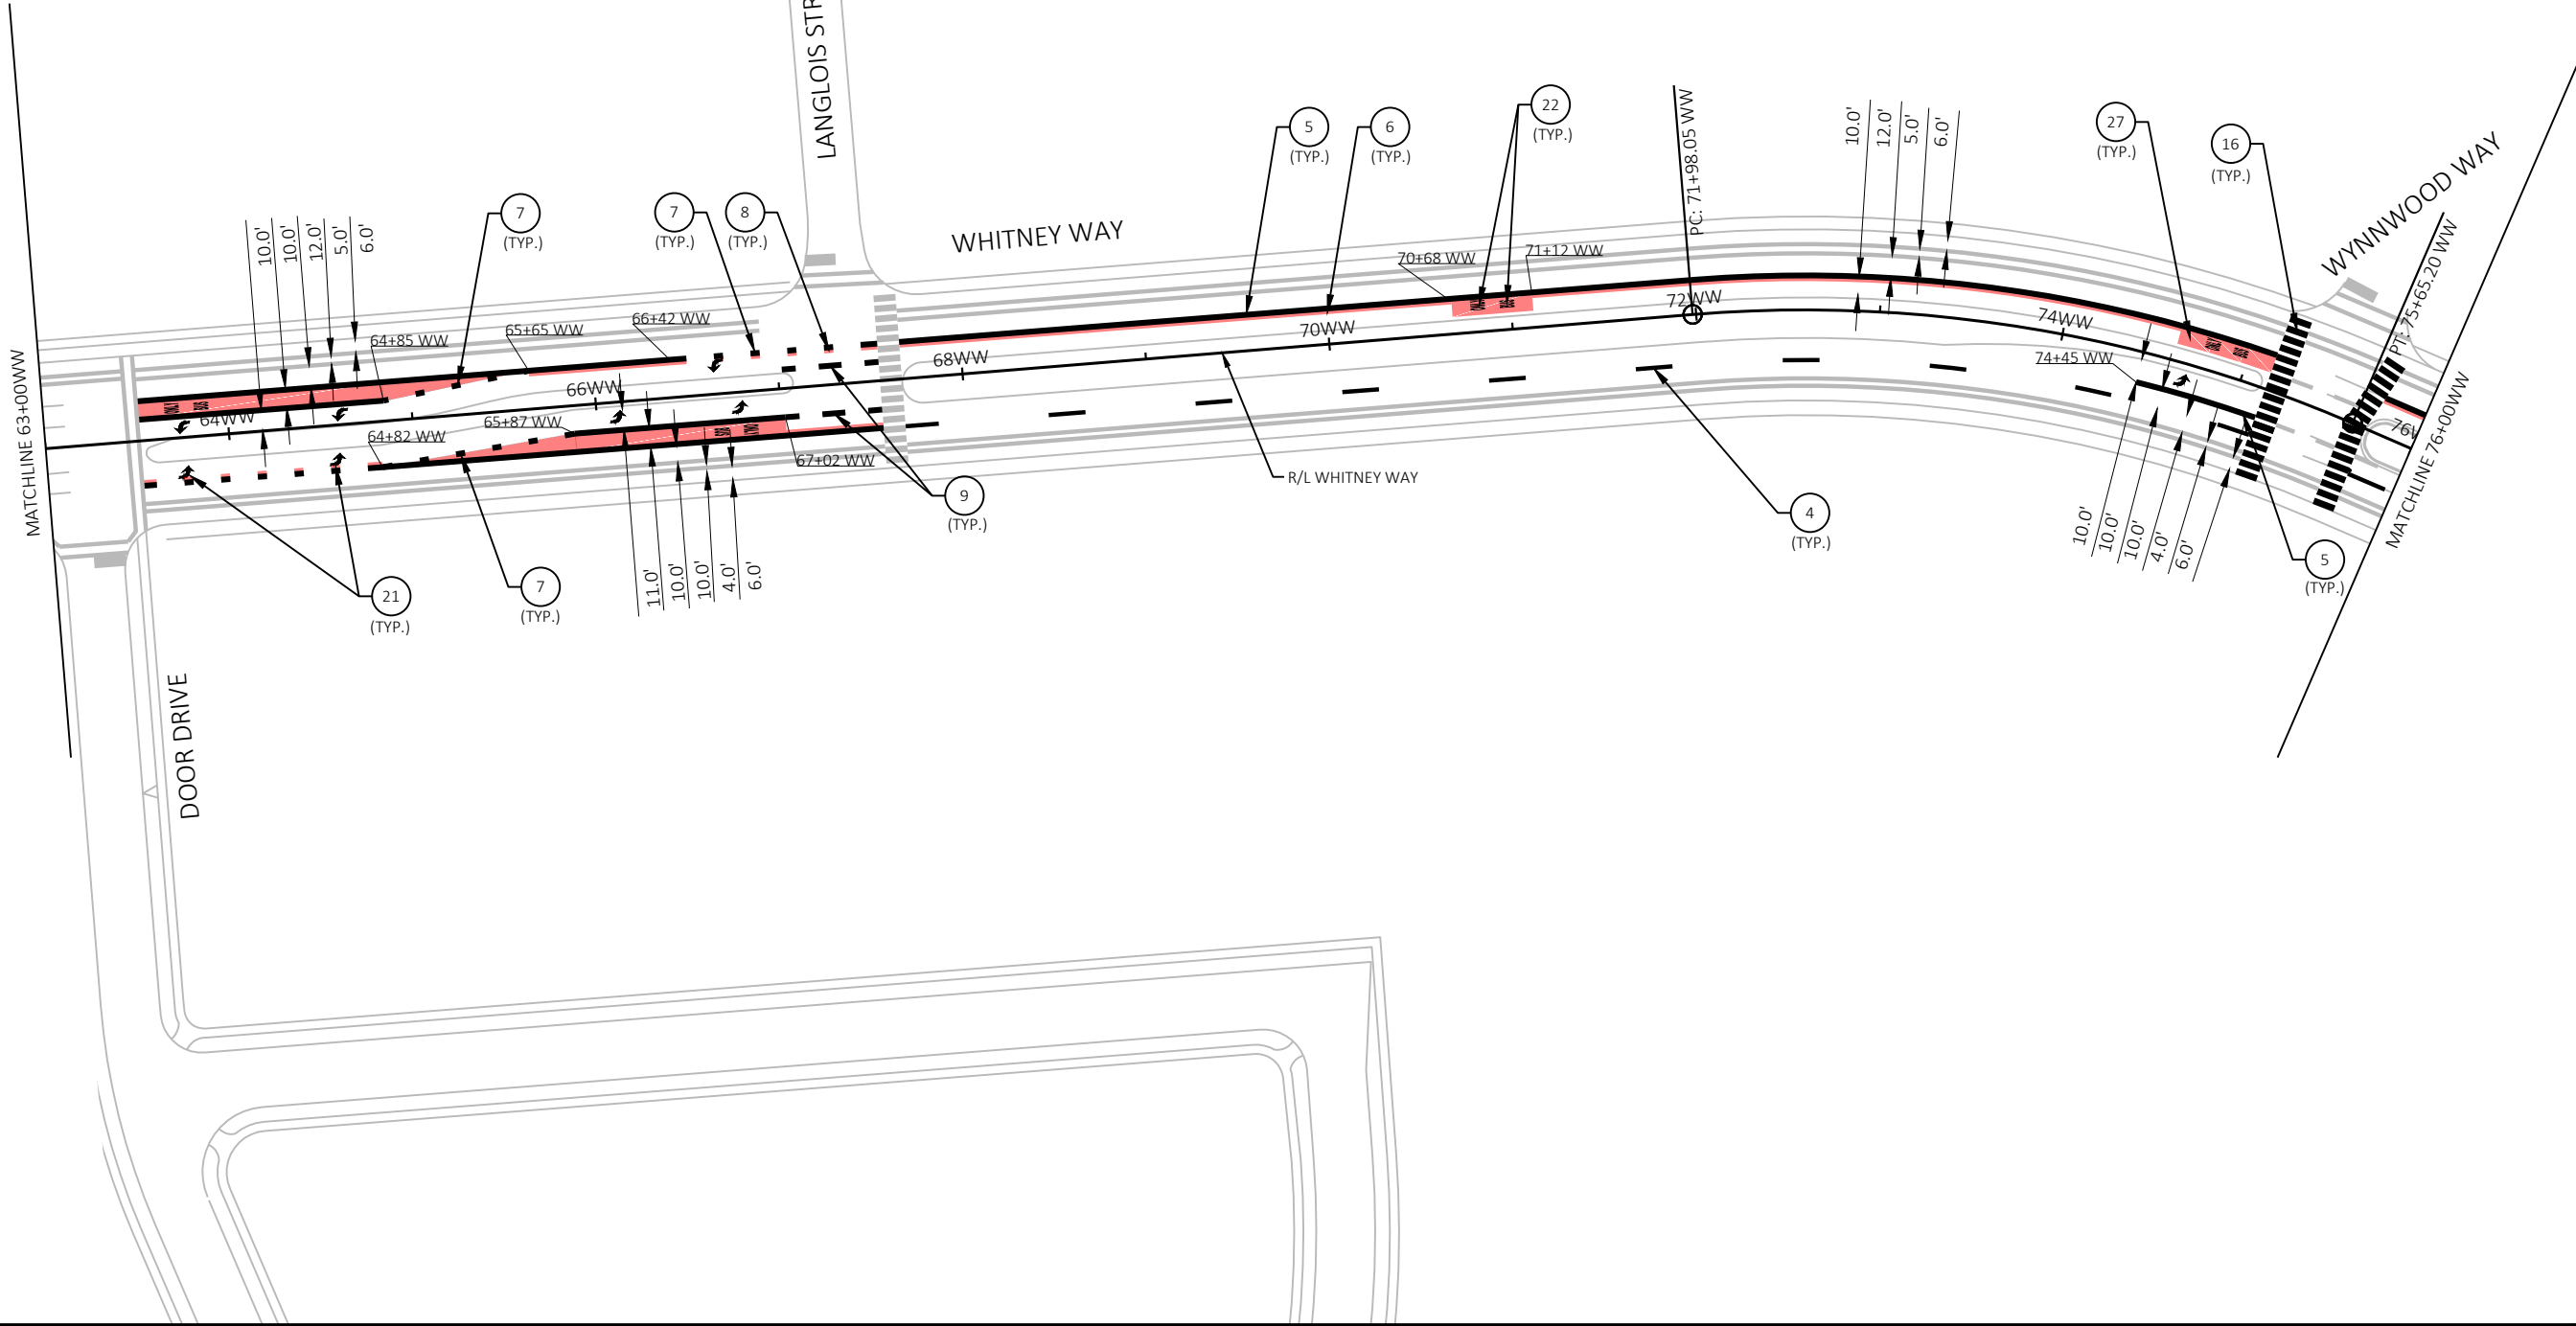 LANGLOIS STR
22
(TYP.)
27
(TYP.)
16
(TYP.)
5
(TYP.)
6
(TYP.)
PC: 71+98.05 WW
10.0'
12.0'
5.0'
6.0'
WYNNWOOD WAY
PT: 75+65.20 WW
7
(TYP.)
7
(TYP.)
8
(TYP.)
WHITNEY WAY
10.0'
10.0'
12.0'
5.0'
6.0'
70+68 WW
71+12 WW
72WW
74WW
74+45 WW
64+85 WW
65+65 WW
66+42 WW
70WW
68WW
66WW
64WW
ONLY
BUS
BUS
ONLY
64+82 WW
65+87 WW
67+02 WW
76W
MATCHLINE 63+00WW
MATCHLINE 76+00WW
R/L WHITNEY WAY
9
(TYP.)
4
(TYP.)
10.0'
10.0'
10.0'
4.0'
6.0'
5
(TYP.)
21
(TYP.)
7
(TYP.)
11.0'
10.0'
10.0'
4.0'
6.0'
DOOR DRIVE